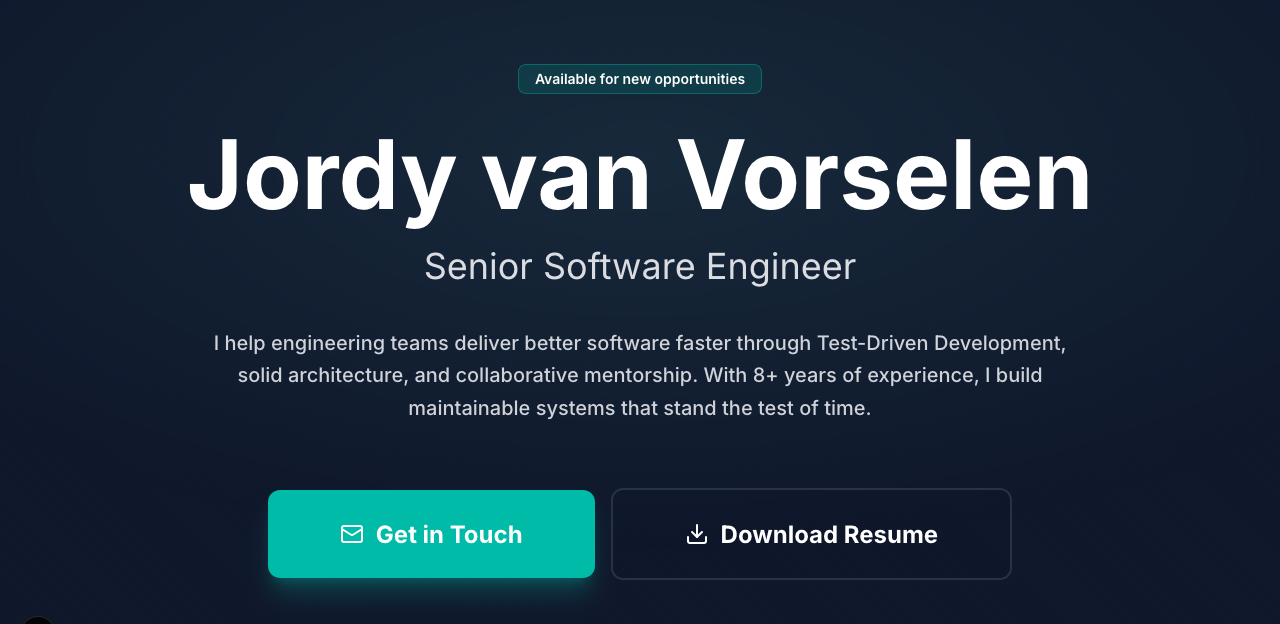 Available for new opportunities
Jordy van Vorselen
Senior Software Engineer
I help engineering teams deliver better software faster through Test-Driven Development,
solid architecture, and collaborative mentorship. With 8+ years of experience, I build
maintainable systems that stand the test of time.
Get in Touch
Download Resume